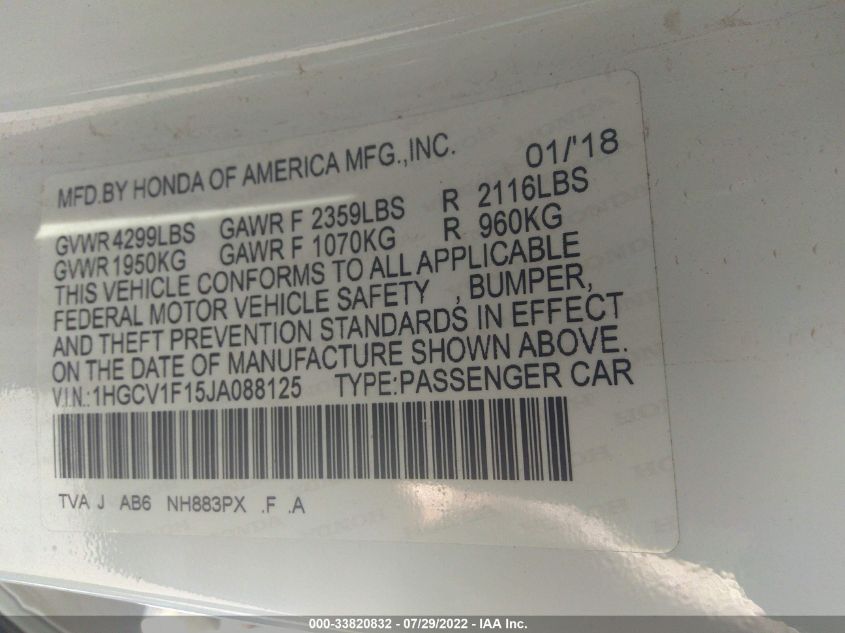 MFD.BY HONDA OF AMERICA MFG.,INC. 01/'18
GVWR 4299LBS GAWR F 2359LBS R 2116LBS
GVWR 1950KG GAWR F 1070KG R 960KG
THIS VEHICLE CONFORMS TO ALL APPLICABLE
FEDERAL MOTOR VEHICLE SAFETY , BUMPER,
AND THEFT PREVENTION STANDARDS IN EFFECT
ON THE DATE OF MANUFACTURE SHOWN ABOVE.
V.I.N.:1HGCV1F15JA088125 TYPE:PASSENGER CAR
TVA J AB6 NH883PX .F .A
000-33820832 - 07/29/2022 - IAA Inc.